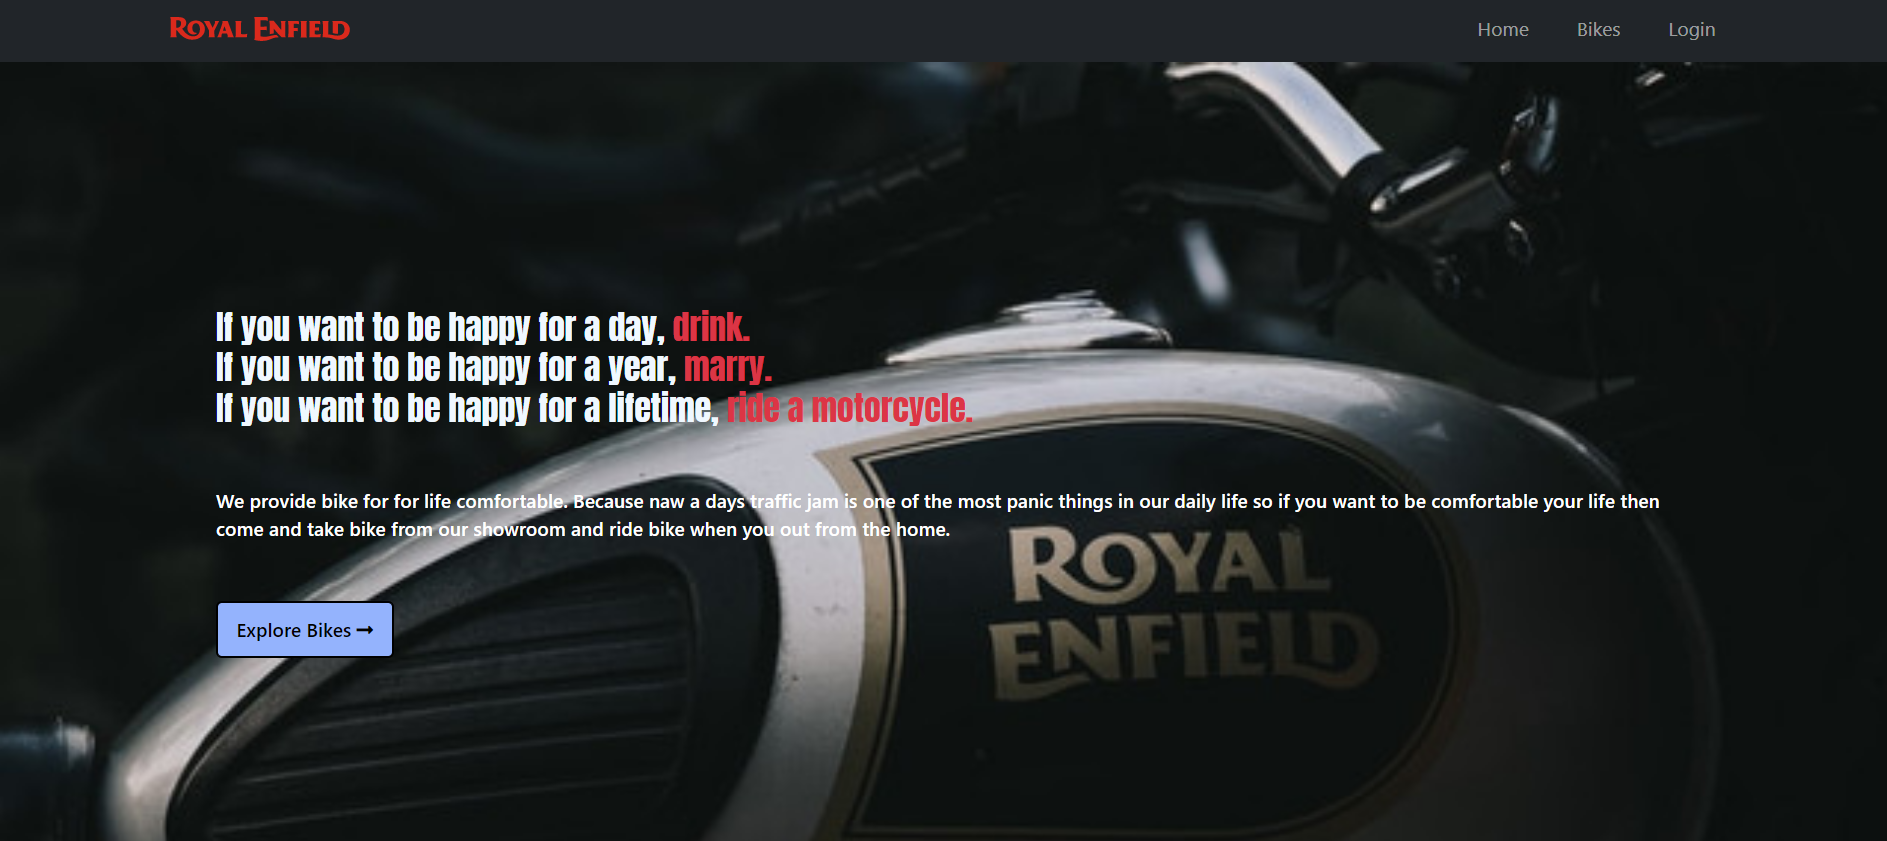 ROYAL ENFIELD
Home
Bikes
Login
If you want to be happy for a day, drink.
If you want to be happy for a year, marry.
If you want to be happy for a lifetime, ride a motorcycle.
We provide bike for for life comfortable. Because naw a days traffic jam is one of the most panic things in our daily life so if you want to be comfortable your life then
come and take bike from our showroom and ride bike when you out from the home.
ROYAL
ENFIELD
Explore Bikes ➞